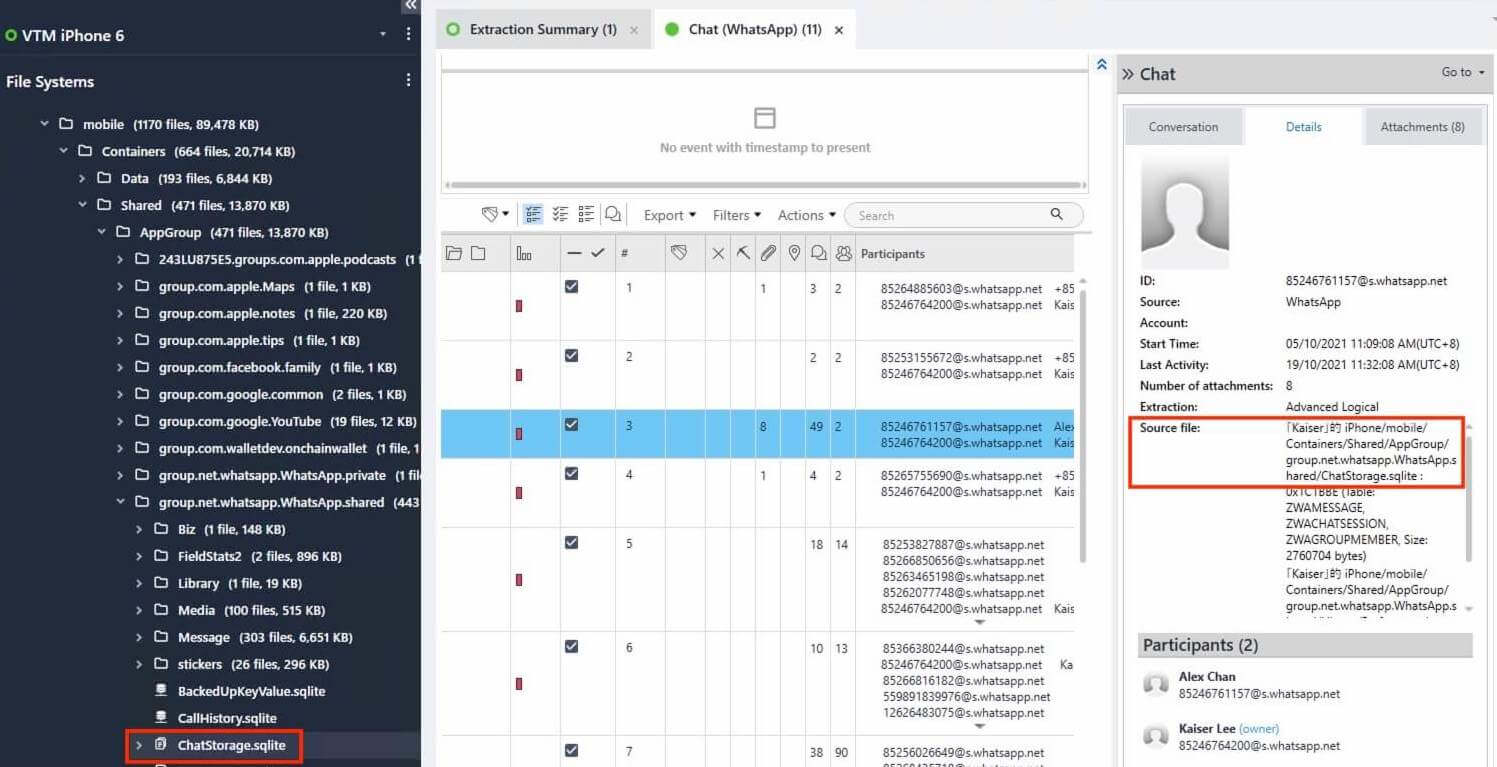 VTM iPhone 6
File Systems
mobile (1170 files, 89,478 KB)
Containers (664 files, 20,714 KB)
Data (193 files, 6,844 KB)
Shared (471 files, 13,870 KB)
AppGroup (471 files, 13,870 KB)
243LU875E5.groups.com.apple.podcasts (1 f
group.com.apple.Maps (1 file, 1 KB)
group.com.apple.notes (1 file, 220 KB)
group.com.apple.tips (1 file, 1 KB)
group.com.facebook.family (1 file, 1 KB)
group.com.google.common (2 files, 1 KB)
group.com.google.YouTube (19 files, 12 KB)
group.com.walletdev.onchainwallet (1 file, 1
group.net.whatsapp.WhatsApp.private (1 fil
group.net.whatsapp.WhatsApp.shared (443
Biz (1 file, 148 KB)
FieldStats2 (2 files, 896 KB)
Library (1 file, 19 KB)
Media (100 files, 515 KB)
Message (303 files, 6,651 KB)
stickers (26 files, 296 KB)
BackedUpKeyValue.sqlite
CallHistory.sqlite
ChatStorage.sqlite
Extraction Summary (1)
Chat (WhatsApp) (11)
No event with timestamp to present
Export
Filters
Actions
Search
# Participants
1 1 3 2 85264885603@s.whatsapp.net +85
85246764200@s.whatsapp.net Kais
2 2 2 85253155672@s.whatsapp.net +85
85246764200@s.whatsapp.net Kais
3 8 49 2 85246761157@s.whatsapp.net Alex
85246764200@s.whatsapp.net Kais
4 1 4 2 85265755690@s.whatsapp.net +85
85246764200@s.whatsapp.net Kais
5 18 14 85253827887@s.whatsapp.net
85266850656@s.whatsapp.net
85263465198@s.whatsapp.net
85262077748@s.whatsapp.net
85246764200@s.whatsapp.net Kais
6 10 13 85366380244@s.whatsapp.net
85246764200@s.whatsapp.net Ka
85266816182@s.whatsapp.net
559891839976@s.whatsapp.net
12626483075@s.whatsapp.net
7 38 90 85256026649@s.whatsapp.net
Chat
Go to
Conversation
Details
Attachments (8)
ID: 85246761157@s.whatsapp.net
Source: WhatsApp
Account:
Start Time: 05/10/2021 11:09:08 AM(UTC+8)
Last Activity: 19/10/2021 11:32:08 AM(UTC+8)
Number of attachments: 8
Extraction: Advanced Logical
Source file: 「Kaiser」的 iPhone/mobile/
Containers/Shared/AppGroup/
group.net.whatsapp.WhatsApp.s
hared/ChatStorage.sqlite :
0x1C1BBE (Table:
ZWAMESSAGE,
ZWACHATSESSION,
ZWAGROUPMEMBER, Size:
2760704 bytes)
「Kaiser」的 iPhone/mobile/
Containers/Shared/AppGroup/
group.net.whatsapp.WhatsApp.s
Participants (2)
Alex Chan
85246761157@s.whatsapp.net
Kaiser Lee (owner)
85246764200@s.whatsapp.net